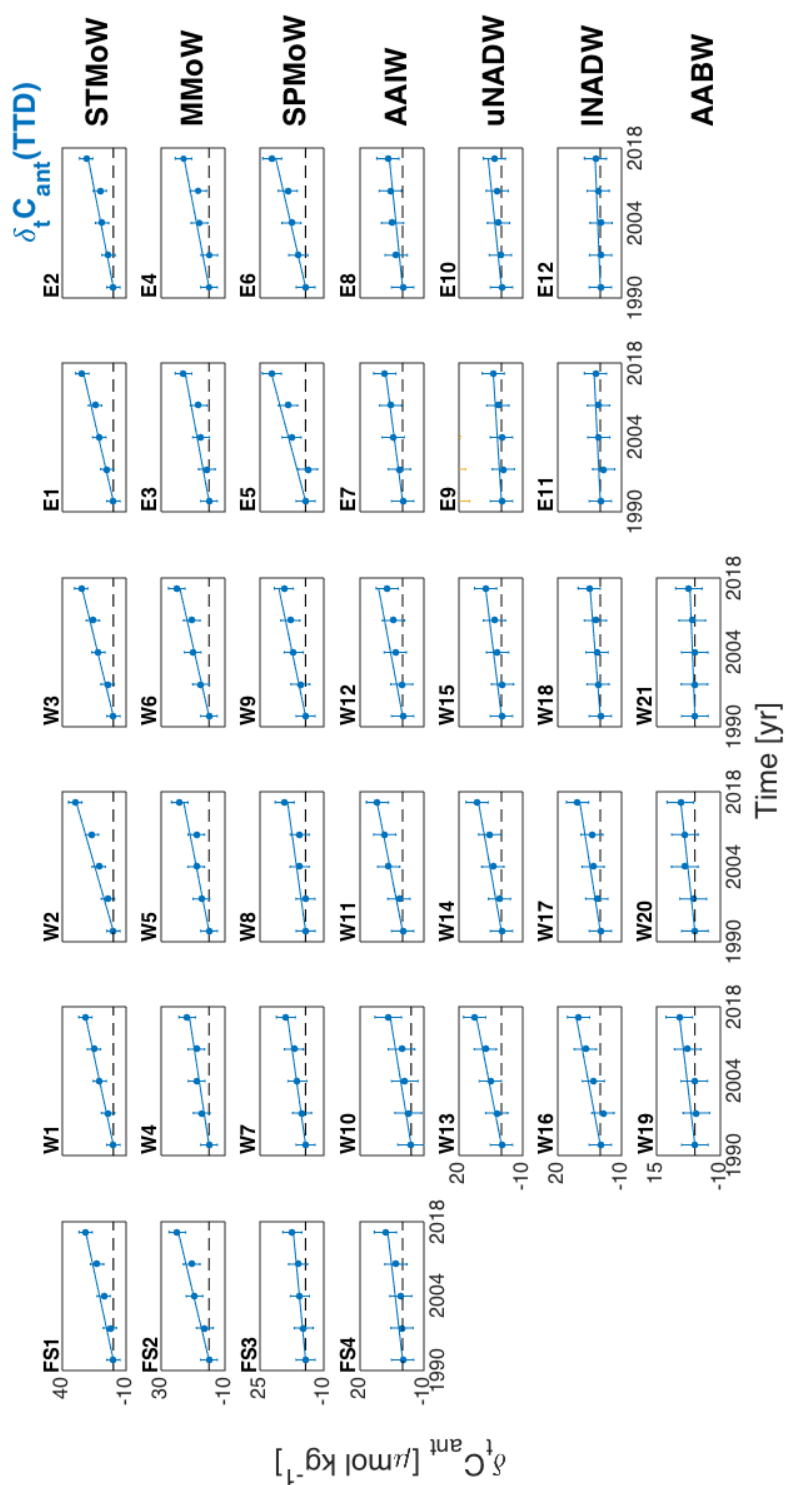 δtCant(TTD)
FS1 W1 W2 W3 E1 E2 STMoW
40
-10
FS2 W4 W5 W6 E3 E4 MMoW
30
-10
FS3 W7 W8 W9 E5 E6 SPMoW
25
-10
FS4 W10 W11 W12 E7 E8 AAIW
20
-10
1990 2004 2018
W13 W14 W15 E9 E10 uNADW
20
-10
W16 W17 W18 E11 E12 lNADW
20
-10
1990 2004 2018 1990 2004 2018
W19 W20 W21 AABW
15
-10
1990 2004 2018 1990 2004 2018 1990 2004 2018
δtCant [μmol kg-1]
Time [yr]